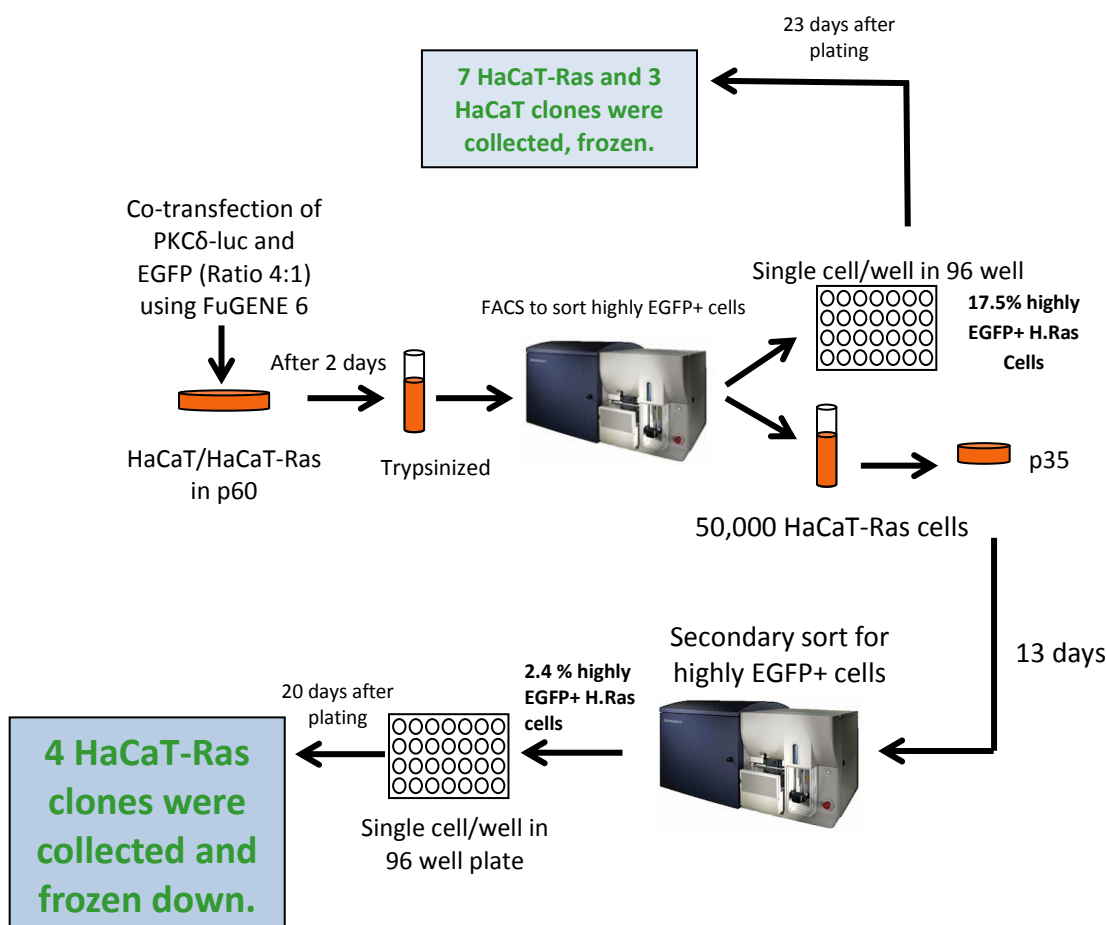 23 days after
plating
7 HaCaT-Ras and 3
HaCaT clones were
collected, frozen.
Co-transfection of
PKCδ-luc and
EGFP (Ratio 4:1)
using FuGENE 6
After 2 days
HaCaT/HaCaT-Ras
in p60
Trypsinized
FACS to sort highly EGFP+ cells
Single cell/well in 96 well
17.5% highly
EGFP+ H.Ras
Cells
p35
50,000 HaCaT-Ras cells
13 days
Secondary sort for
highly EGFP+ cells
2.4 % highly
EGFP+ H.Ras
cells
20 days after
plating
Single cell/well in
96 well plate
4 HaCaT-Ras
clones were
collected and
frozen down.